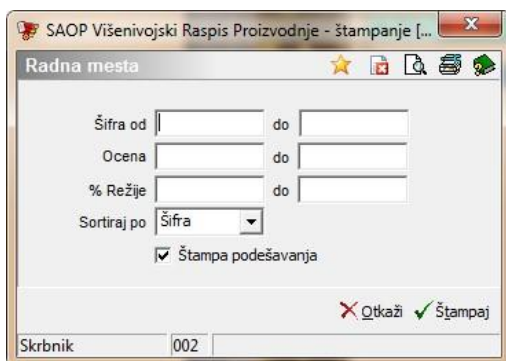 SAOP Višenivojski Raspis Proizvodnje - štampanje [...
Radna mesta
Šifra od do
Ocena do
% Režije do
Sortiraj po Šifra
Štampa podešavanja
Otkaži Štampaj
Skrbnik 002